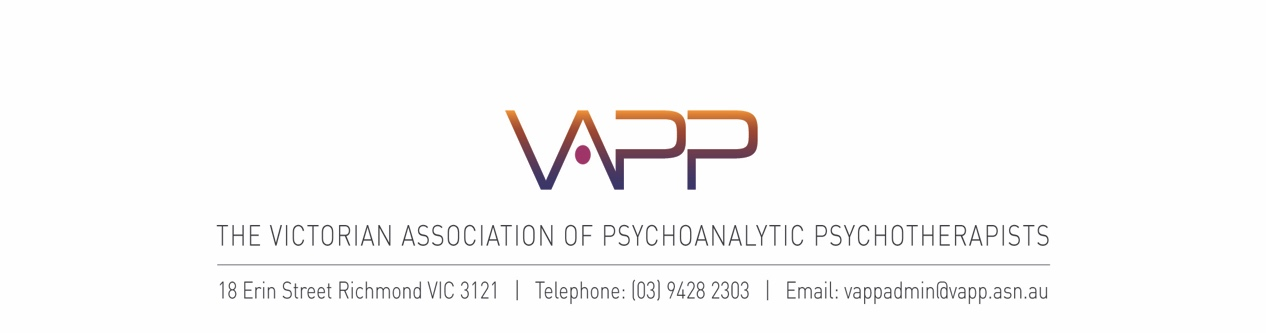 VAPP
THE VICTORIAN ASSOCIATION OF PSYCHOANALYTIC PSYCHOTHERAPISTS
18 Erin Street Richmond VIC 3121 | Telephone: (03) 9428 2303 | Email: vappadmin@vapp.asn.au